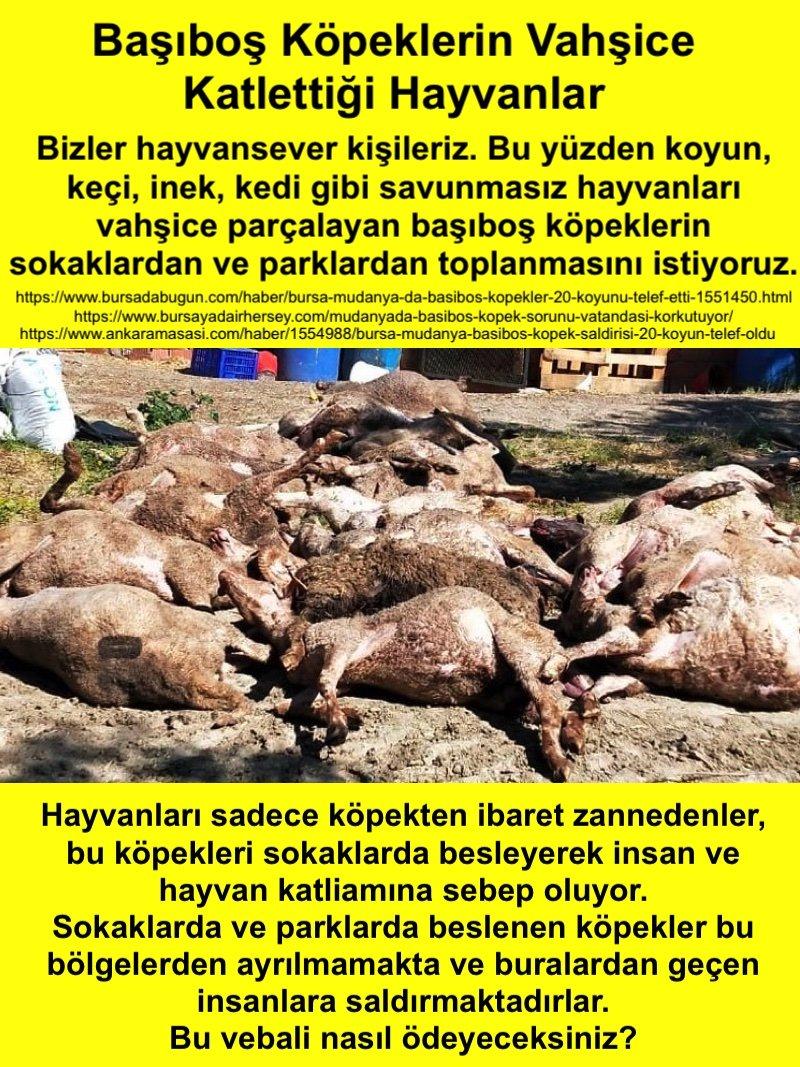 Başıboş Köpeklerin Vahşice
Katlettiği Hayvanlar
Bizler hayvansever kişileriz. Bu yüzden koyun,
keçi, inek, kedi gibi savunmasız hayvanları
vahşice parçalayan başıboş köpeklerin
sokaklardan ve parklardan toplanmasını istiyoruz.
https://www.bursadabugun.com/haber/bursa-mudanya-da-basibos-kopekler-20-koyunu-telef-etti-1551450.html
https://www.bursayadairhersey.com/mudanyada-basibos-kopek-sorunu-vatandasi-korkutuyor/
https://www.ankaramasasi.com/haber/1554988/bursa-mudanya-basibos-kopek-saldirisi-20-koyun-telef-oldu
Hayvanları sadece köpekten ibaret zannedenler,
bu köpekleri sokaklarda besleyerek insan ve
hayvan katliamına sebep oluyor.
Sokaklarda ve parklarda beslenen köpekler bu
bölgelerden ayrılmamakta ve buralardan geçen
insanlara saldırmaktadırlar.
Bu vebali nasıl ödeyeceksiniz?